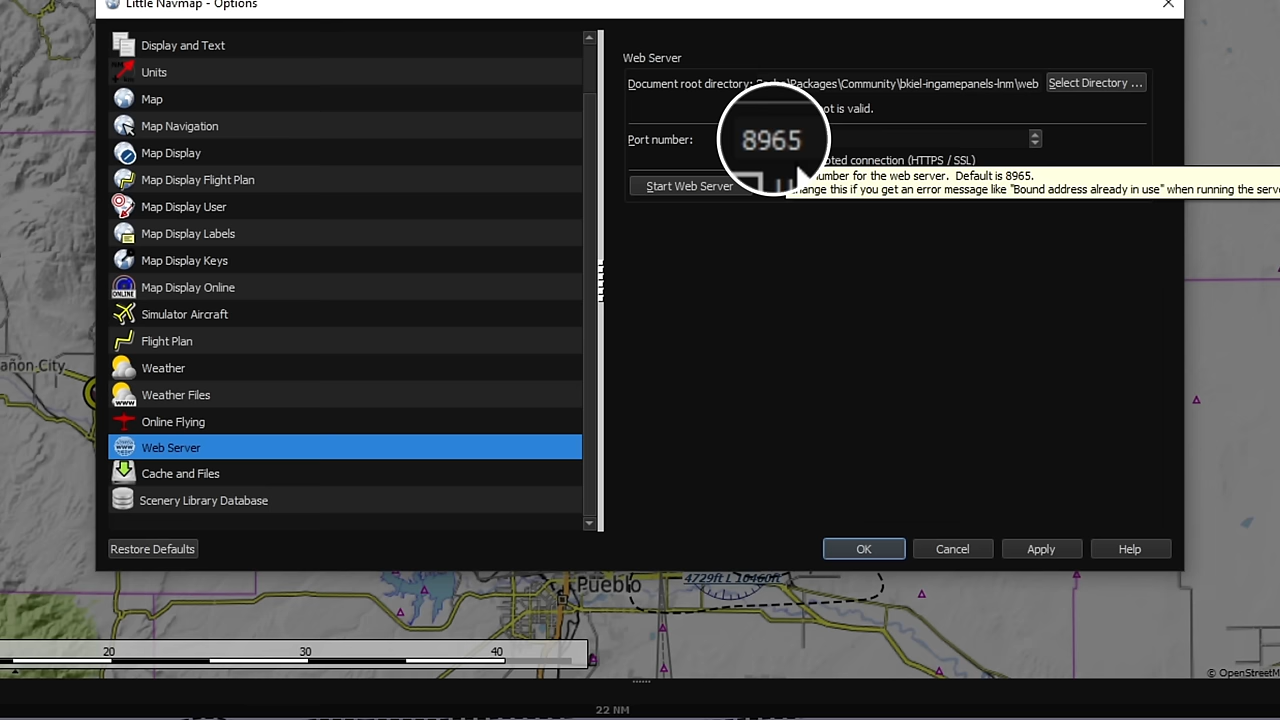 Little Navmap - Options
Display and Text
Units
Map
Map Navigation
Map Display
Map Display Flight Plan
Map Display User
Map Display Labels
Map Display Keys
Map Display Online
Simulator Aircraft
Flight Plan
Weather
Weather Files
Online Flying
Web Server
Cache and Files
Scenery Library Database
Restore Defaults
Web Server
Document root directory: \Packages\Community\bkiel-ingamepanels-lnm\web
Select Directory ...
is valid.
Port number:
8965
connection (HTTPS / SSL)
Start Web Server
number for the web server. Default is 8965.
change this if you get an error message like "Bound address already in use" when running the
OK
Cancel
Apply
Help
ONLINE
www
www
añon City
Pueblo
4729ft L 10460ft
20
30
40
© OpenStreetM
22 NM